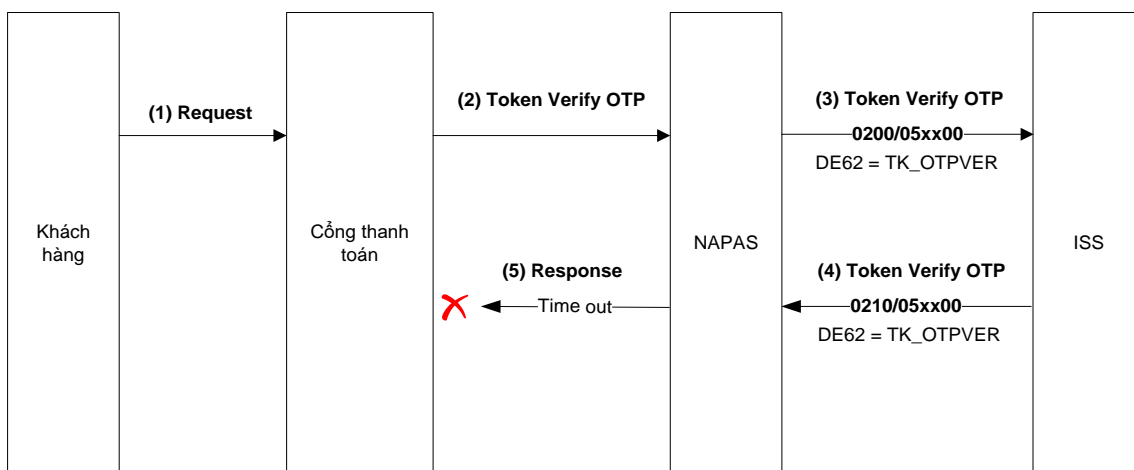 (1) Request
(2) Token Verify OTP
(3) Token Verify OTP
0200/05xx00
DE62 = TK_OTPVER
Khách
hàng
Cổng thanh
toán
NAPAS
ISS
(5) Response
Time out
(4) Token Verify OTP
0210/05xx00
DE62 = TK_OTPVER